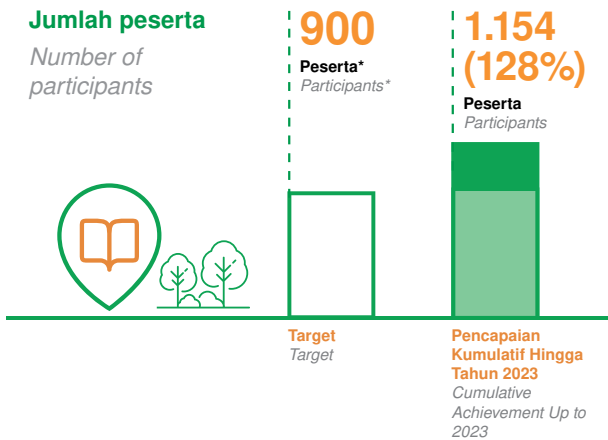 Jumlah peserta
Number of
participants
900
Peserta*
Participants*
1.154
(128%)
Peserta
Participants
Target
Target
Pencapaian
Kumulatif Hingga
Tahun 2023
Cumulative
Achievement Up to
2023